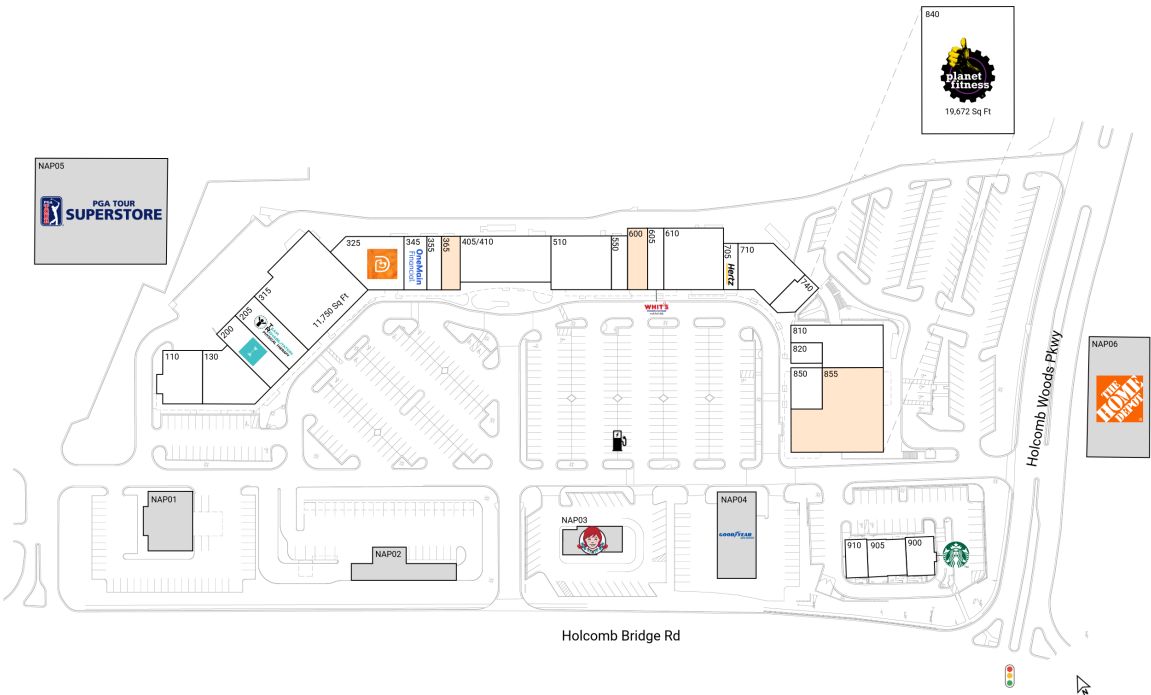 840
planet
fitness
19,672 Sq Ft
NAP05
PGA TOUR
SUPERSTORE
325
345
OneMain
Financial
355
365
405/410
510
550
600
605
610
705
Hertz
710
740
WHIT'S
315
11,750 Sq Ft
205
200
110
130
810
820
850
855
Holcomb Woods Pkwy
NAP06
THE
HOME
DEPOT
NAP01
NAP02
NAP03
NAP04
GOODYEAR
910
905
900
Holcomb Bridge Rd
N